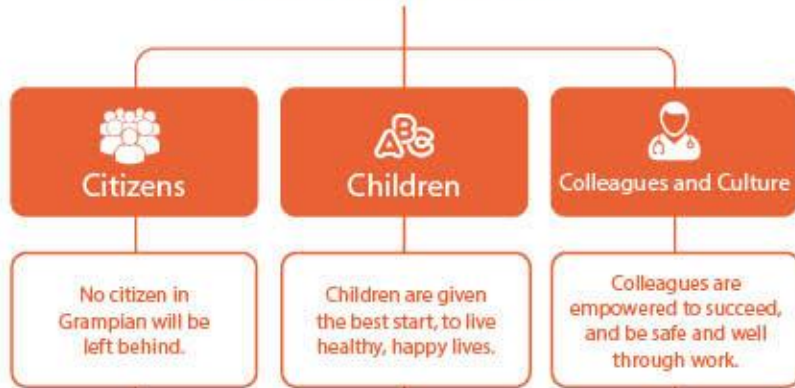 Citizens
No citizen in
Grampian will be
left behind.
ABC
Children
Children are given
the best start, to live
healthy, happy lives.
Colleagues and Culture
Colleagues are
empowered to succeed,
and be safe and well
through work.